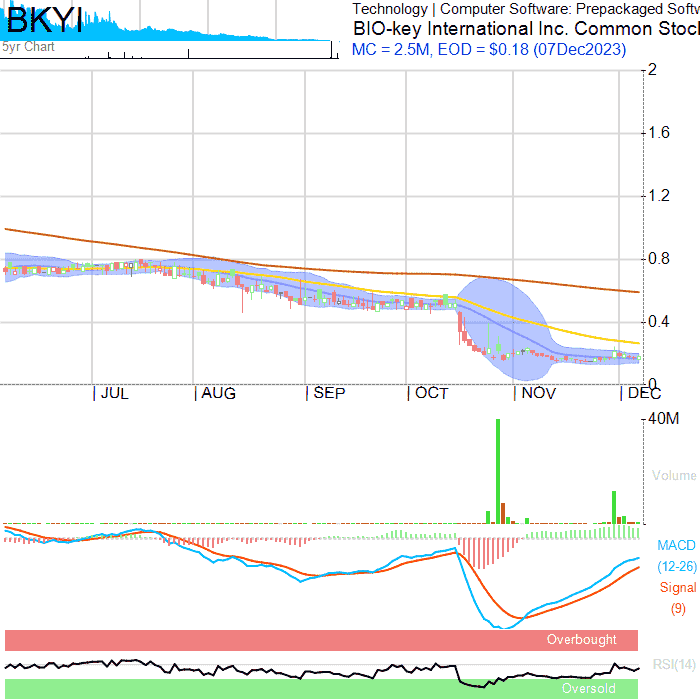 BKYI
5yr Chart
Technology | Computer Software: Prepackaged Softw
BIO-key International Inc. Common Stoc
MC = 2.5M, EOD = $0.18 (07Dec2023)
2
1.6
1.2
0.8
0.4
0
JUL AUG SEP OCT NOV DEC
40M
Volume
MACD
(12-26)
Signal
(9)
Overbought
RSI(14)
Oversold